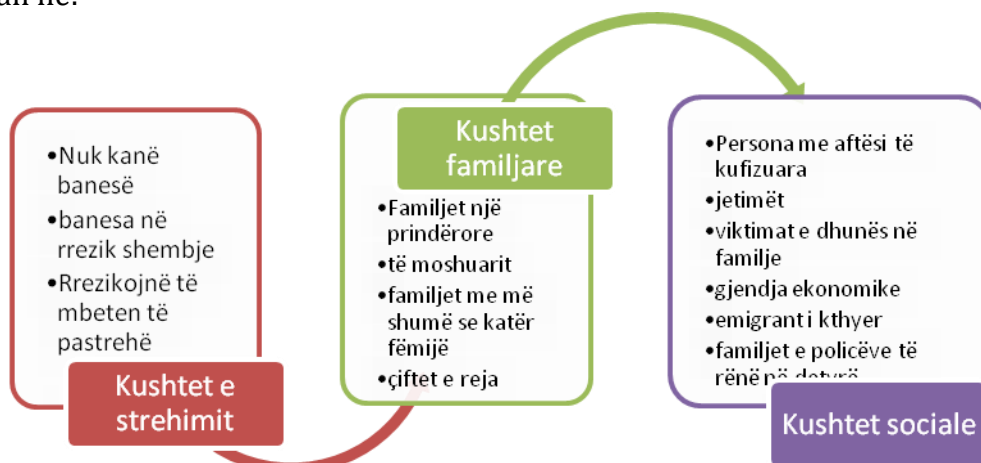 •Nuk kanë
banesë
•banesa në
rrezik shembje
•Rrezikojnë të
mbeten të
pastrehë
Kushtet e
strehimit
Kushtet
familjare
•Familjet një
prindërore
•të moshuarit
•familjet me më
shumë se katër
fëmijë
•çiftet e reja
•Persona me aftësi të
kufizuara
•jetimët
•viktimat e dhunës në
familje
•gjendja ekonomike
•emigrant i kthyer
•familjet e policëve të
rënë në detyrë
Kushtet sociale